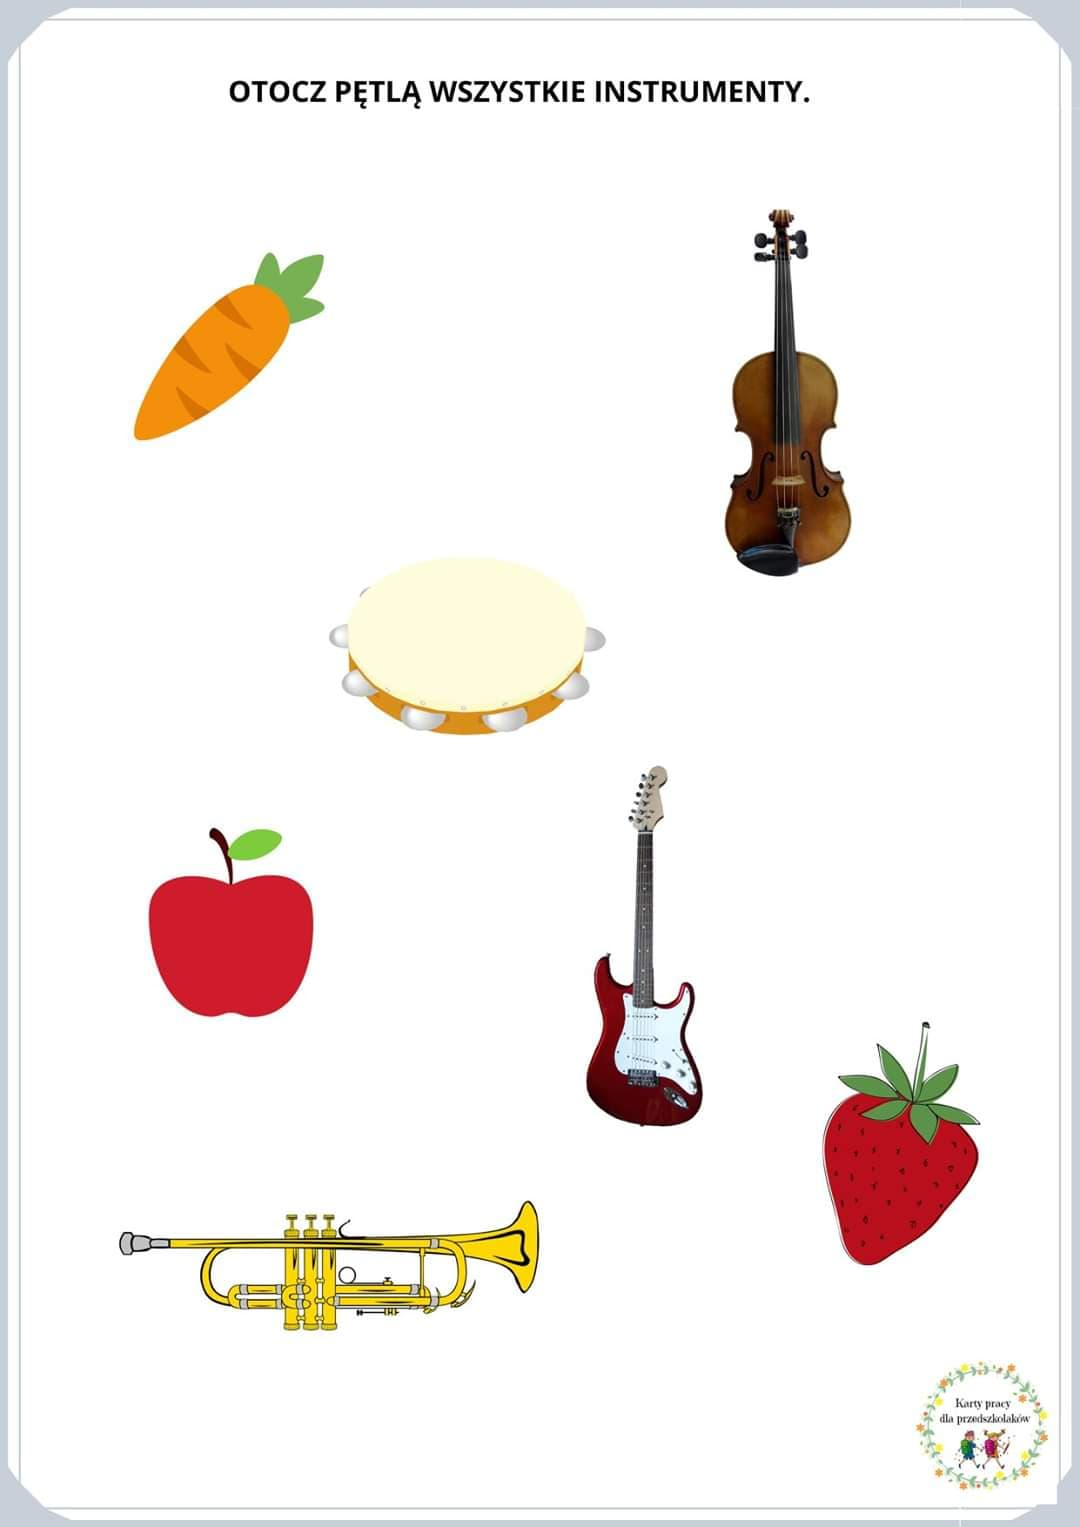 OTOCZ PĘTLĄ WSZYSTKIE INSTRUMENTY.
Karty pracy
dla przedszkolaków